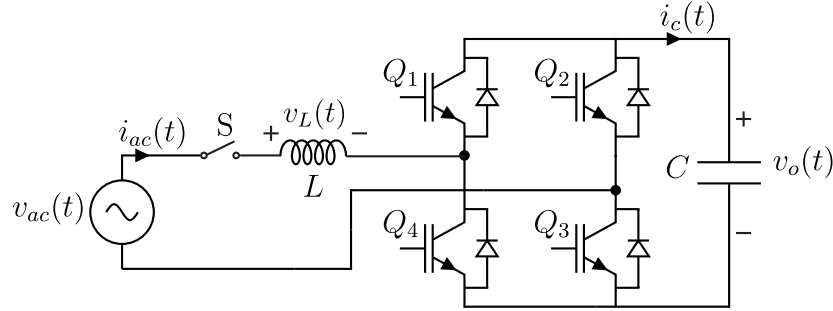 i_c(t)
Q_1
Q_2
i_ac(t)
S
+ v_L(t) −
L
+
C
v_o(t)
v_ac(t)
Q_4
Q_3
−